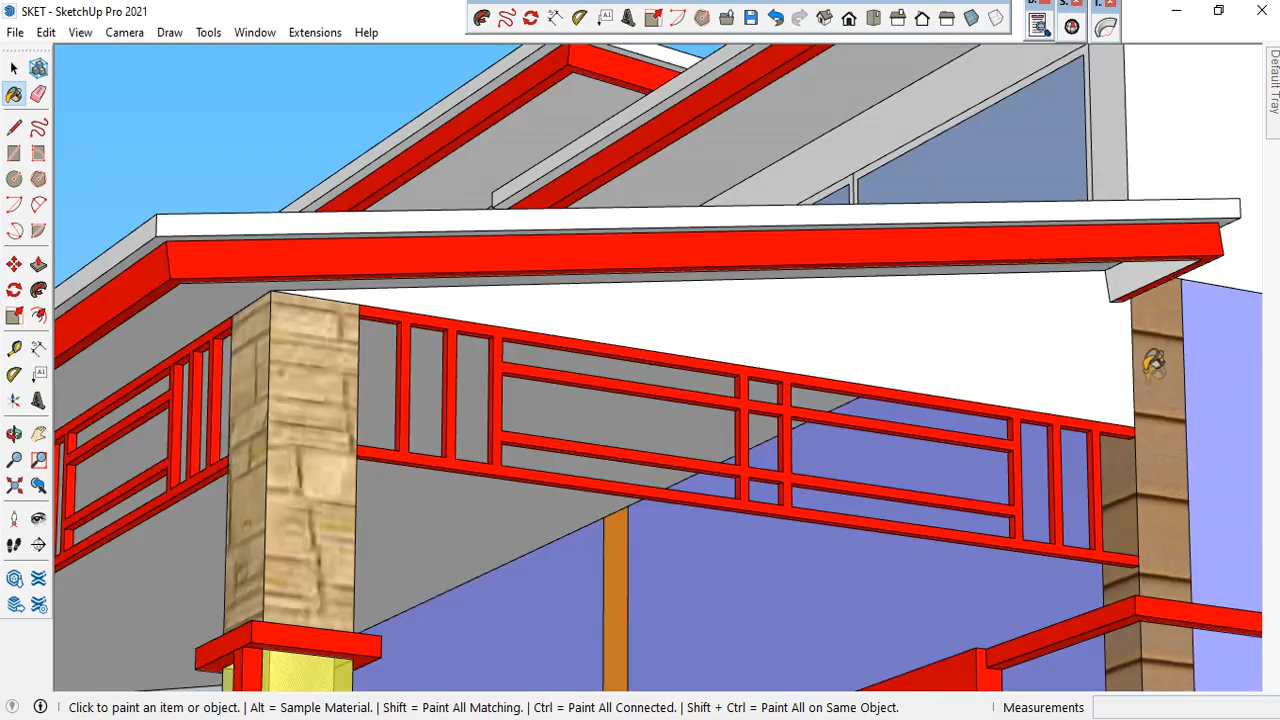 SKET - SketchUp Pro 2021
File Edit View Camera Draw Tools Window Extensions Help
Default Tray
Click to paint an item or object. | Alt = Sample Material. | Shift = Paint All Matching. | Ctrl = Paint All Connected. | Shift + Ctrl = Paint All on Same Object.
Measurements